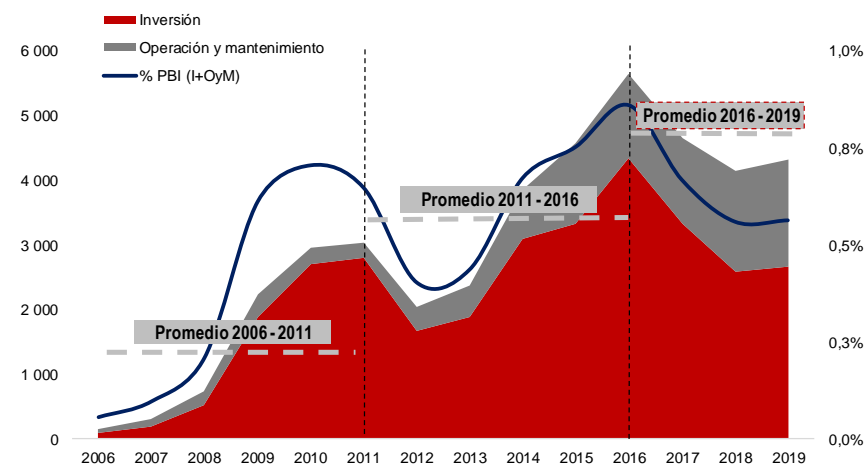 Inversión
Operación y mantenimiento
% PBI (I+OyM)
6 000
5 000
4 000
3 000
2 000
1 000
0
1,0%
0,8%
0,5%
0,3%
0,0%
Promedio 2006 - 2011
Promedio 2011 - 2016
Promedio 2016 - 2019
2006 2007 2008 2009 2010 2011 2012 2013 2014 2015 2016 2017 2018 2019